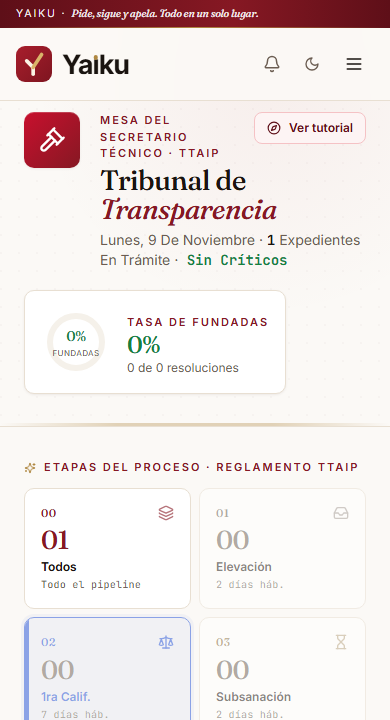 YAIKU · Pide, sigue y apela. Todo en un solo lugar.
Yaiku
MESA DEL
SECRETARIO
TÉCNICO · TTAIP
Ver tutorial
Tribunal de
Transparencia
Lunes, 9 De Noviembre · 1 Expedientes
En Trámite · Sin Críticos
0%
FUNDADAS
TASA DE FUNDADAS
0%
0 de 0 resoluciones
ETAPAS DEL PROCESO · REGLAMENTO TTAIP
00
01
Todos
Todo el pipeline
01
00
Elevación
2 días háb.
02
00
1ra Calif.
7 días háb.
03
00
Subsanación
2 días háb.